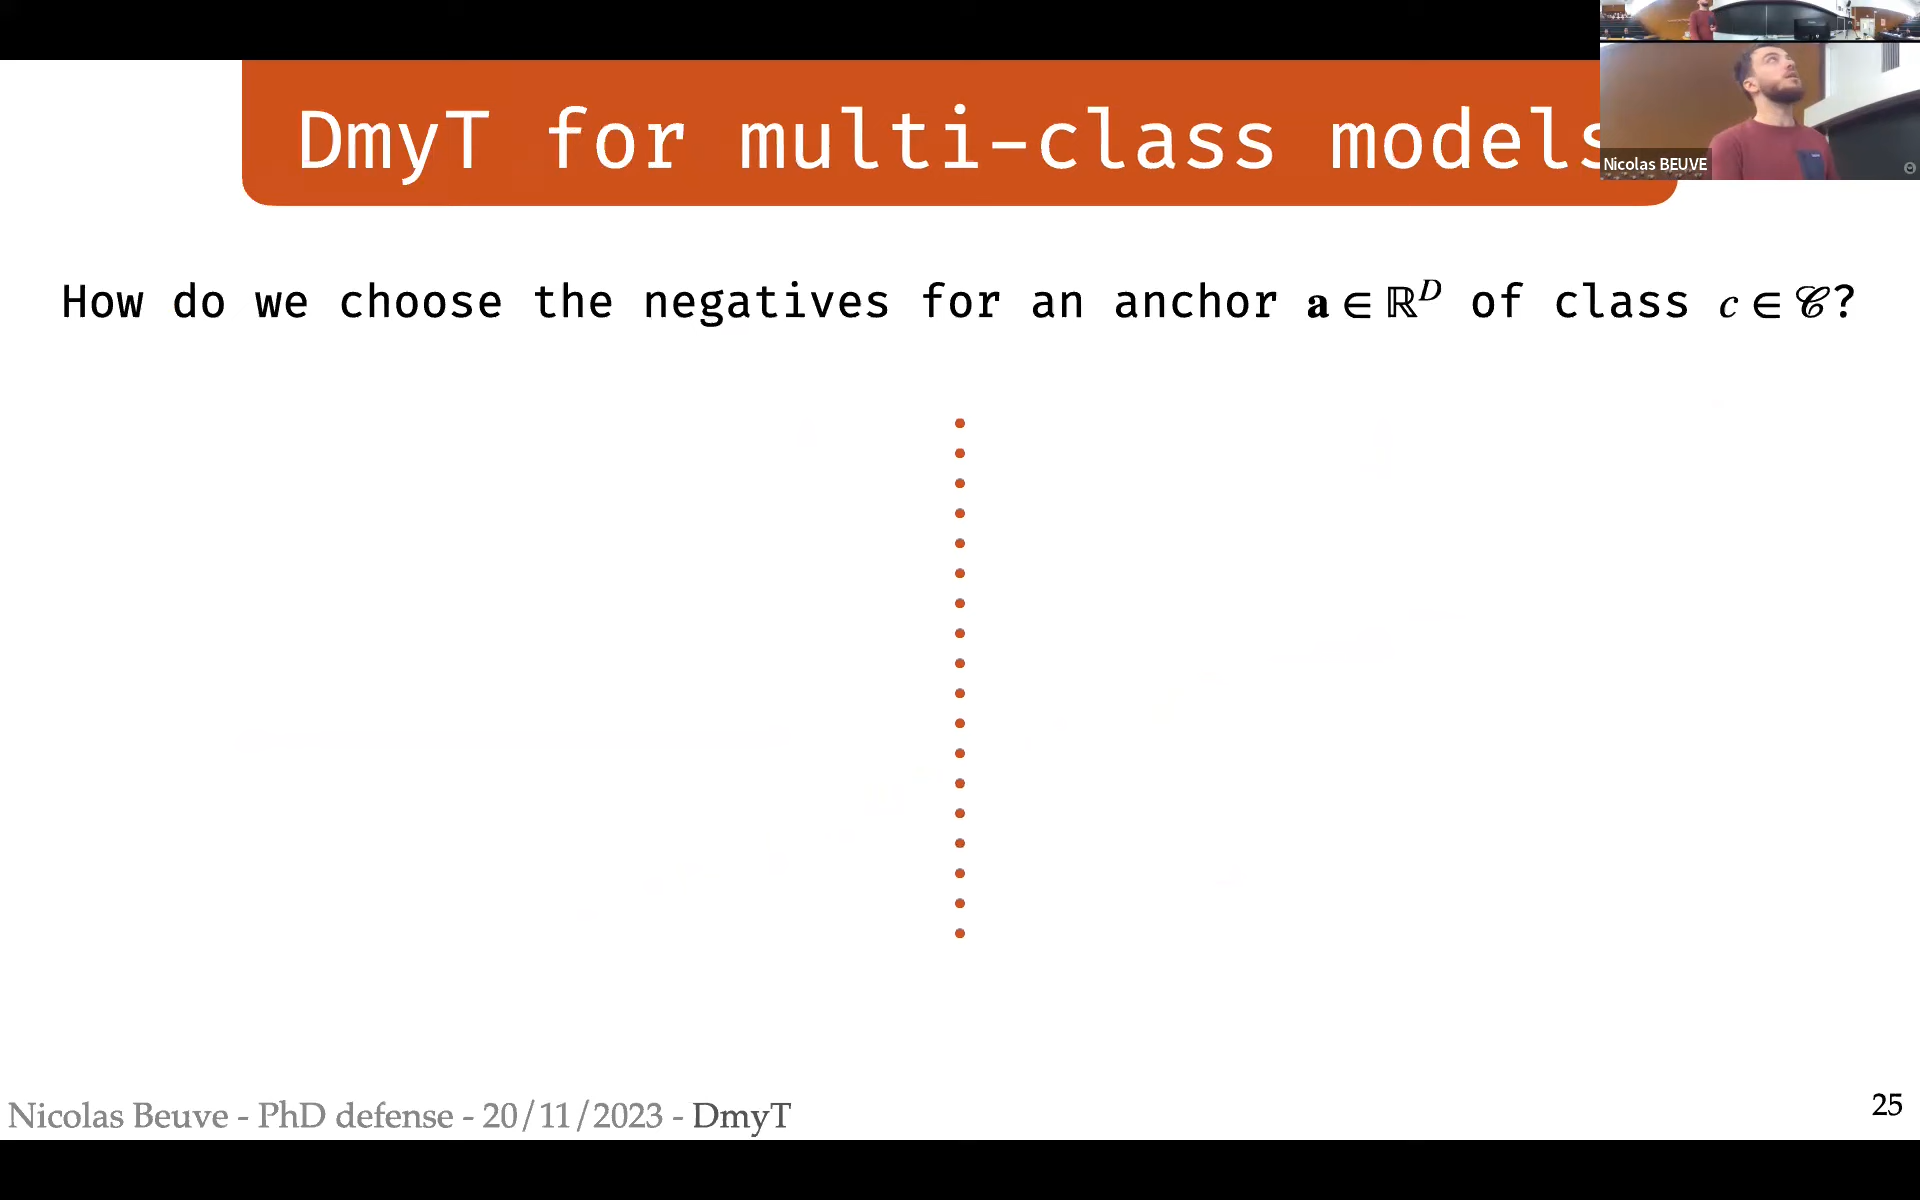 DmyT for multi-class models
Nicolas BEUVE
How do we choose the negatives for an anchor 𝐚 ∈ ℝᴰ of class 𝑐 ∈ 𝒞?
Nicolas Beuve - PhD defense - 20/11/2023 - DmyT
25